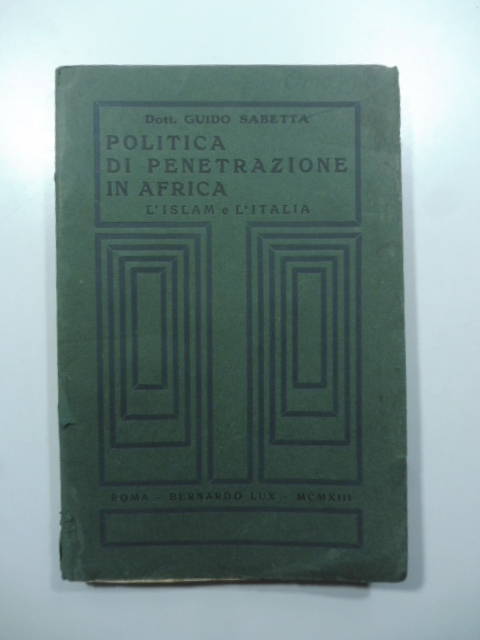 Dott. GUIDO SABETTA
POLITICA
DI PENETRAZIONE
IN AFRICA
L'ISLAM e L'ITALIA
ROMA - BERNARDO LUX - MCMXIII